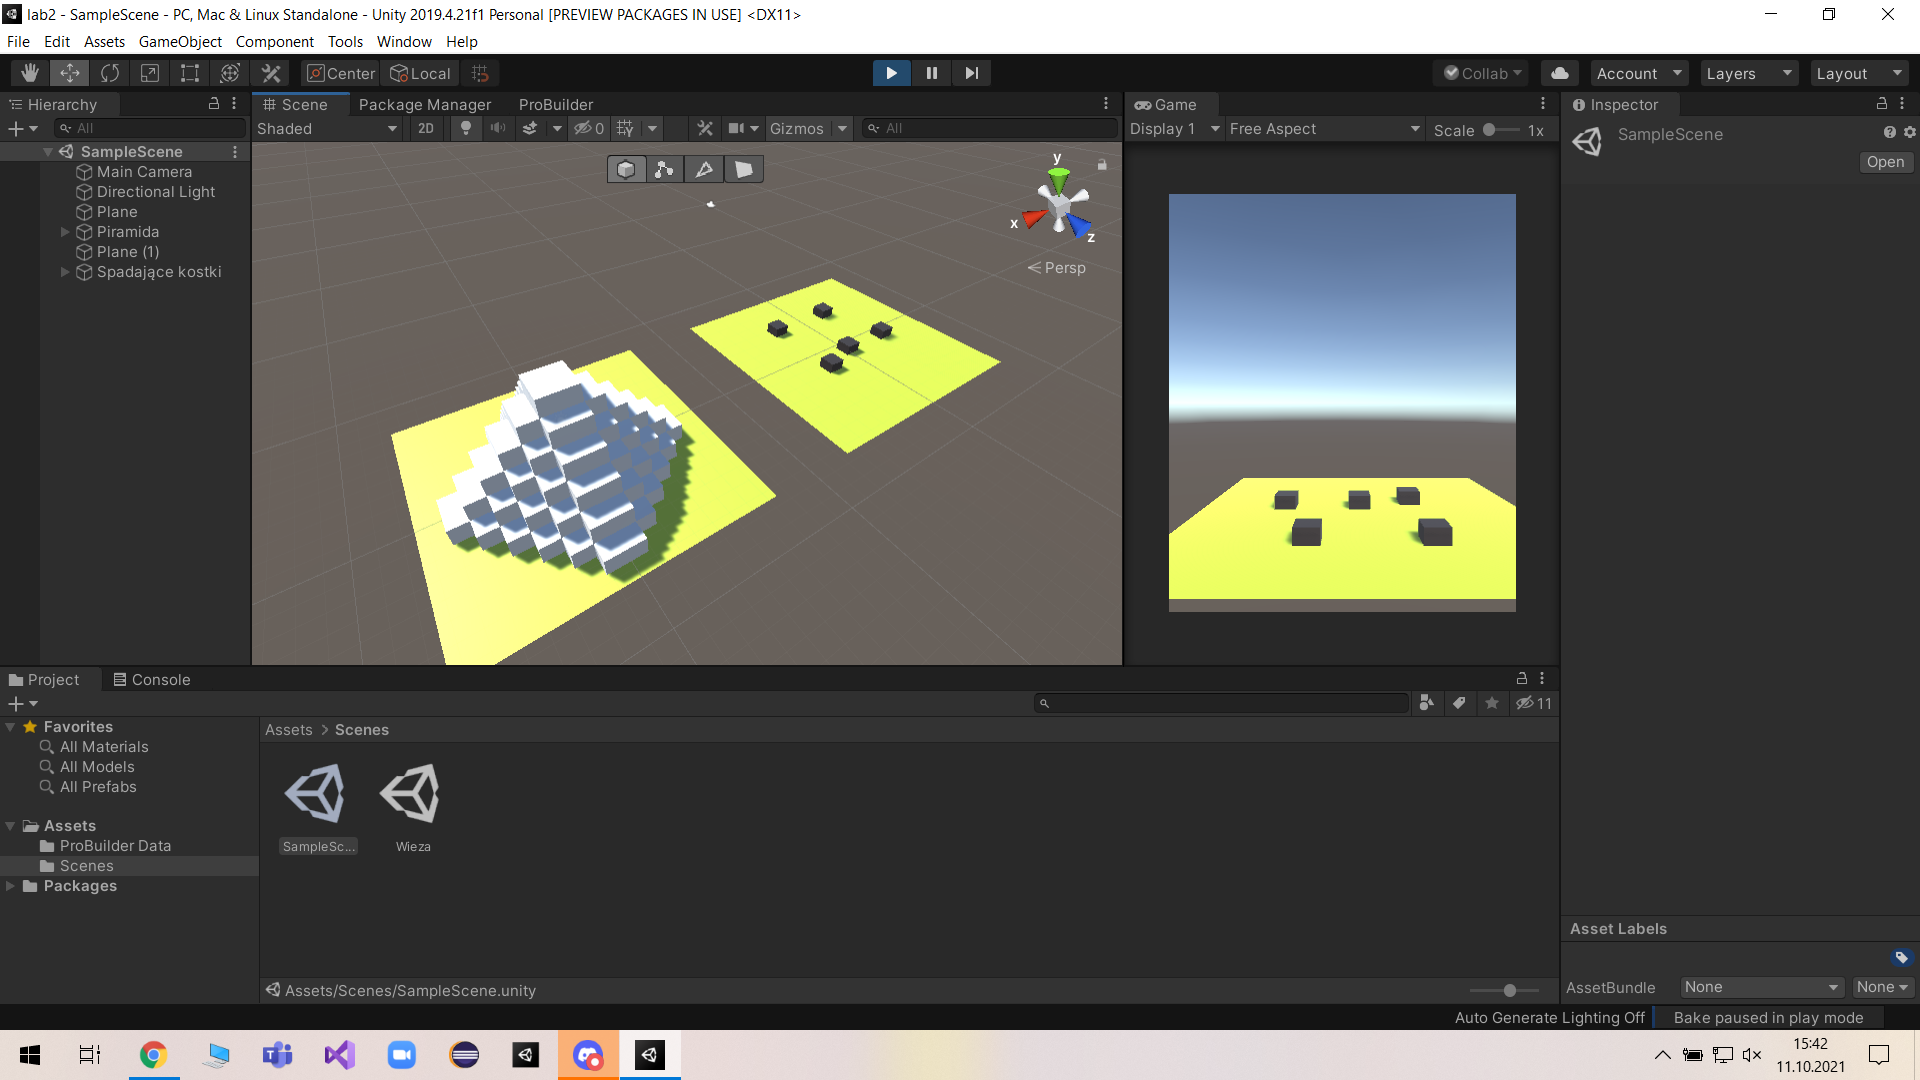 lab2 - SampleScene - PC, Mac & Linux Standalone - Unity 2019.4.21f1 Personal [PREVIEW PACKAGES IN USE] <DX11>
File Edit Assets GameObject Component Tools Window Help
Center Local Collab Account Layers Layout
Hierarchy
All
SampleScene
Main Camera
Directional Light
Plane
Piramida
Plane (1)
Spadające kostki
Scene Package Manager ProBuilder
Shaded 2D 0 Gizmos All
y
x
z
Persp
Game
Display 1 Free Aspect Scale 1x
Inspector
SampleScene
Open
Project Console
11
Favorites
All Materials
All Models
All Prefabs
Assets
ProBuilder Data
Scenes
Packages
Assets > Scenes
SampleSc... Wieza
Assets/Scenes/SampleScene.unity
Asset Labels
AssetBundle None None
Auto Generate Lighting Off Bake paused in play mode
15:42
11.10.2021